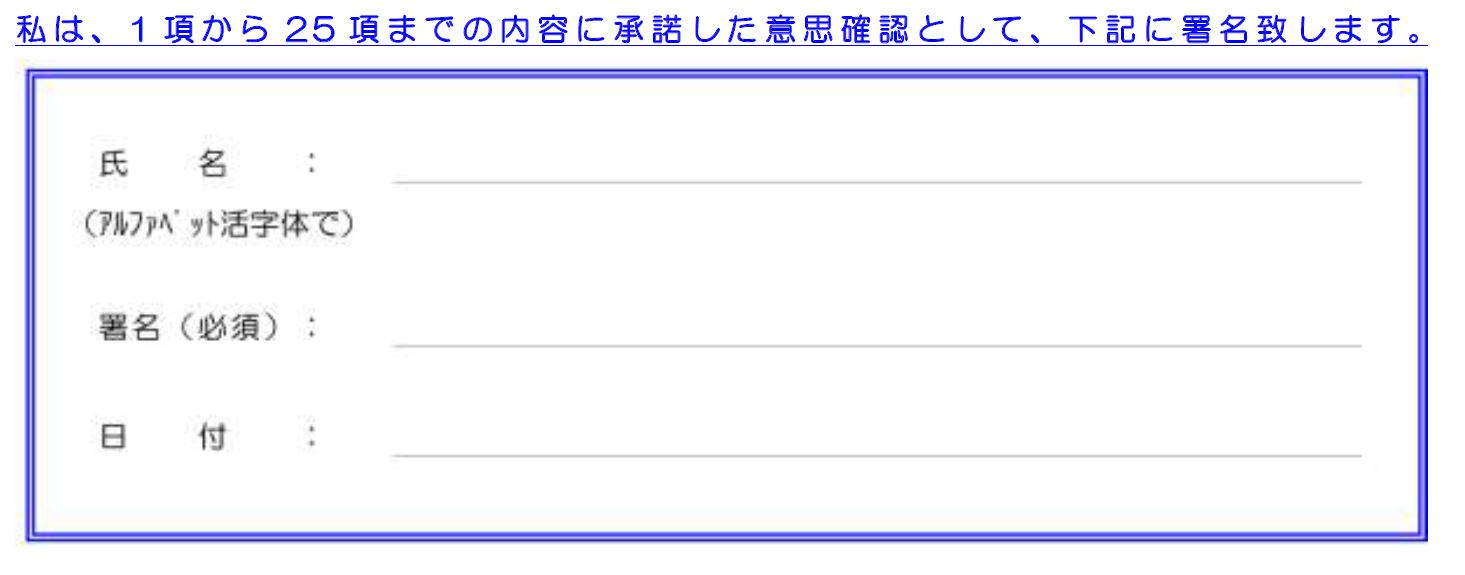 私は、1項から25項までの内容に承諾した意思確認として、下記に署名致します。
氏　名　：
（ｱﾙﾌｧﾍﾞｯﾄ活字体で）
署名（必須）：
日　付　：